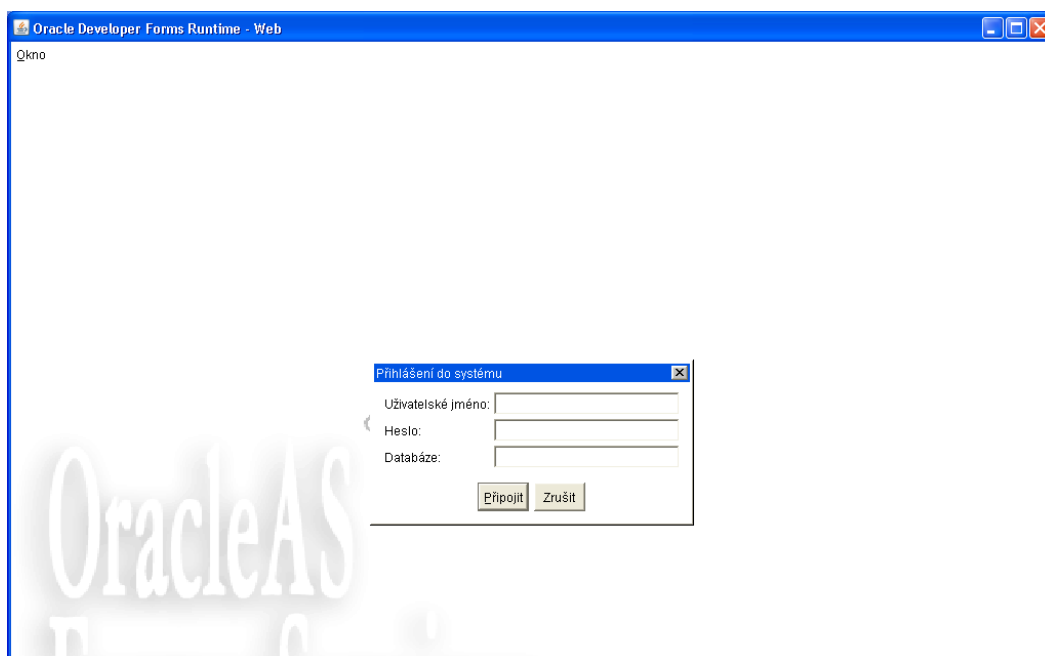 Oracle Developer Forms Runtime - Web
Okno
Přihlášení do systému
Uživatelské jméno:
Heslo:
Databáze:
Připojit Zrušit
OracleAS